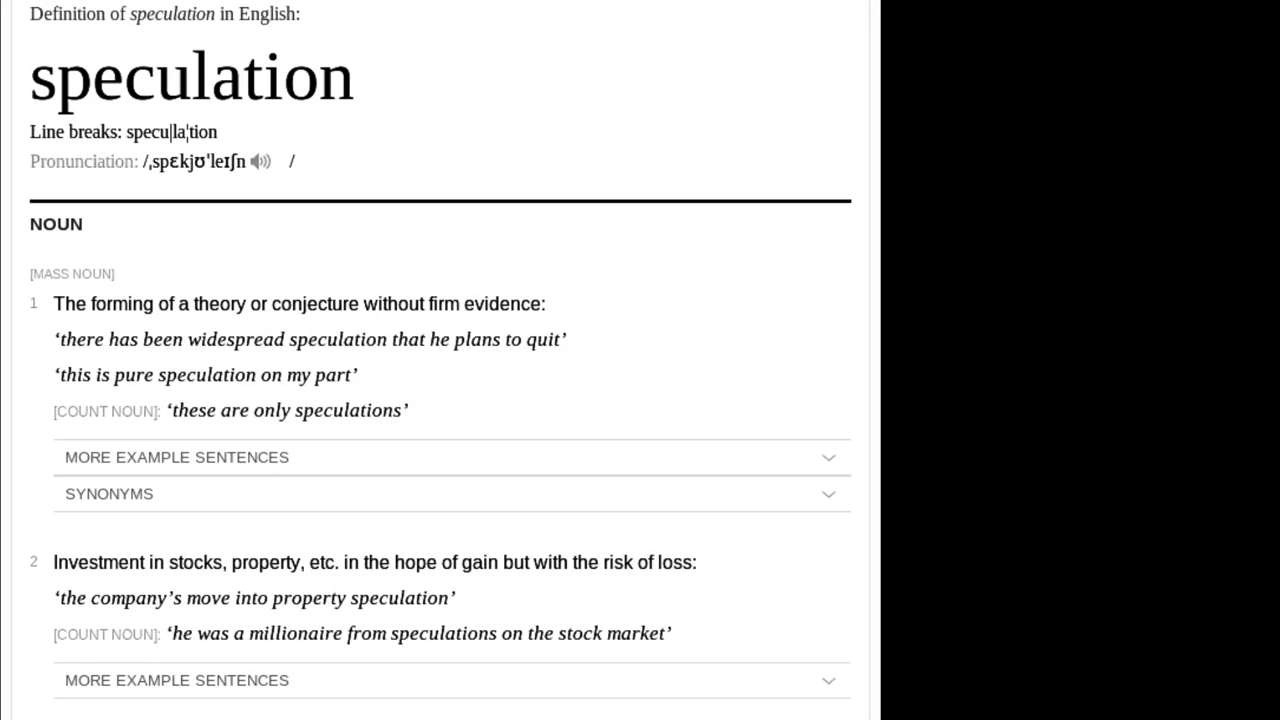 Definition of speculation in English:
speculation
Line breaks: specu|la¦tion
Pronunciation: /ˌspɛkjʊˈleɪʃn /
NOUN
[MASS NOUN]
1 The forming of a theory or conjecture without firm evidence:
‘there has been widespread speculation that he plans to quit’
‘this is pure speculation on my part’
[COUNT NOUN]: ‘these are only speculations’
MORE EXAMPLE SENTENCES
SYNONYMS
2 Investment in stocks, property, etc. in the hope of gain but with the risk of loss:
‘the company’s move into property speculation’
[COUNT NOUN]: ‘he was a millionaire from speculations on the stock market’
MORE EXAMPLE SENTENCES